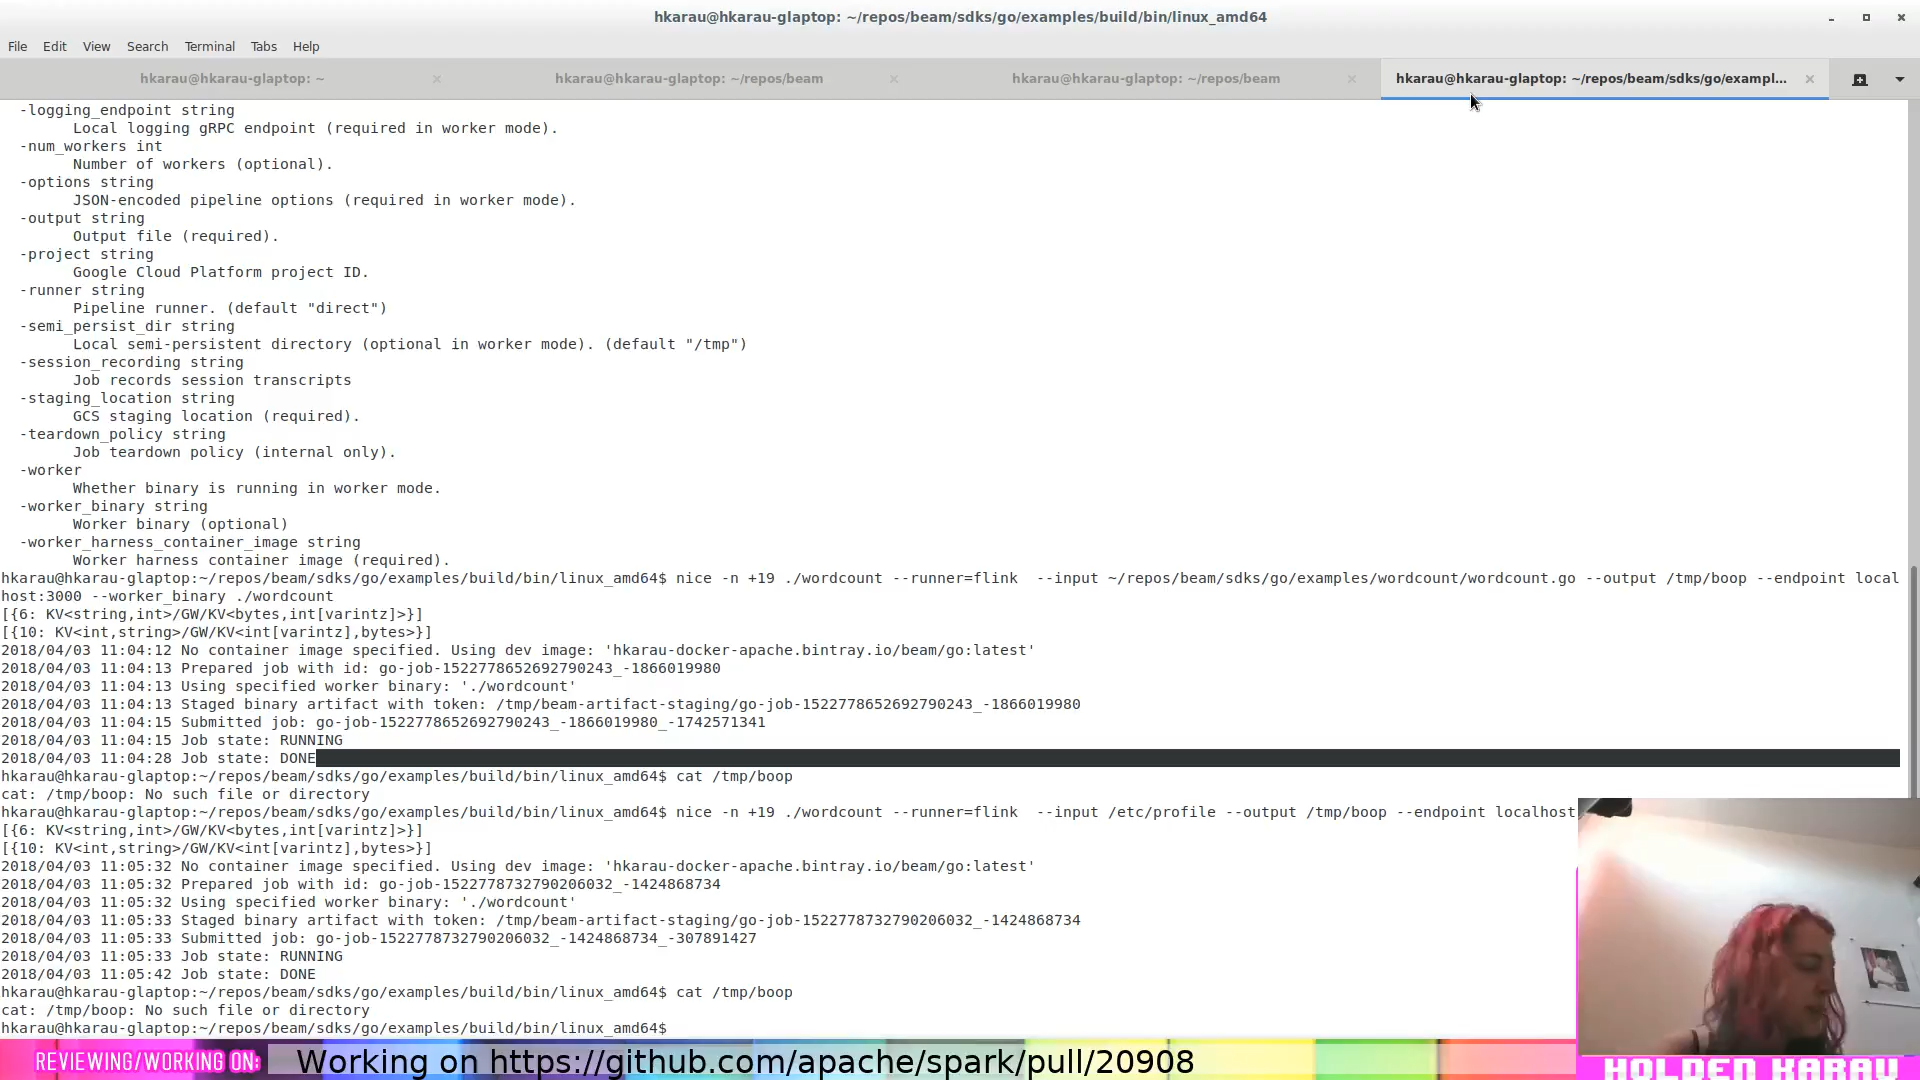 hkarau@hkarau-glaptop: ~/repos/beam/sdks/go/examples/build/bin/linux_amd64
File Edit View Search Terminal Tabs Help
hkarau@hkarau-glaptop: ~
hkarau@hkarau-glaptop: ~/repos/beam
hkarau@hkarau-glaptop: ~/repos/beam
hkarau@hkarau-glaptop: ~/repos/beam/sdks/go/exampl...
-logging_endpoint string
Local logging gRPC endpoint (required in worker mode).
-num_workers int
Number of workers (optional).
-options string
JSON-encoded pipeline options (required in worker mode).
-output string
Output file (required).
-project string
Google Cloud Platform project ID.
-runner string
Pipeline runner. (default "direct")
-semi_persist_dir string
Local semi-persistent directory (optional in worker mode). (default "/tmp")
-session_recording string
Job records session transcripts
-staging_location string
GCS staging location (required).
-teardown_policy string
Job teardown policy (internal only).
-worker
Whether binary is running in worker mode.
-worker_binary string
Worker binary (optional)
-worker_harness_container_image string
Worker harness container image (required).
hkarau@hkarau-glaptop:~/repos/beam/sdks/go/examples/build/bin/linux_amd64$ nice -n +19 ./wordcount --runner=flink  --input ~/repos/beam/sdks/go/examples/wordcount/wordcount.go --output /tmp/boop --endpoint local
host:3000 --worker_binary ./wordcount
[{6: KV<string,int>/GW/KV<bytes,int[varintz]>}]
[{10: KV<int,string>/GW/KV<int[varintz],bytes>}]
2018/04/03 11:04:12 No container image specified. Using dev image: 'hkarau-docker-apache.bintray.io/beam/go:latest'
2018/04/03 11:04:13 Prepared job with id: go-job-1522778652692790243_-1866019980
2018/04/03 11:04:13 Using specified worker binary: './wordcount'
2018/04/03 11:04:13 Staged binary artifact with token: /tmp/beam-artifact-staging/go-job-1522778652692790243_-1866019980
2018/04/03 11:04:15 Submitted job: go-job-1522778652692790243_-1866019980_-1742571341
2018/04/03 11:04:15 Job state: RUNNING
2018/04/03 11:04:28 Job state: DONE
hkarau@hkarau-glaptop:~/repos/beam/sdks/go/examples/build/bin/linux_amd64$ cat /tmp/boop
cat: /tmp/boop: No such file or directory
hkarau@hkarau-glaptop:~/repos/beam/sdks/go/examples/build/bin/linux_amd64$ nice -n +19 ./wordcount --runner=flink  --input /etc/profile --output /tmp/boop --endpoint localhost
[{6: KV<string,int>/GW/KV<bytes,int[varintz]>}]
[{10: KV<int,string>/GW/KV<int[varintz],bytes>}]
2018/04/03 11:05:32 No container image specified. Using dev image: 'hkarau-docker-apache.bintray.io/beam/go:latest'
2018/04/03 11:05:32 Prepared job with id: go-job-1522778732790206032_-1424868734
2018/04/03 11:05:32 Using specified worker binary: './wordcount'
2018/04/03 11:05:33 Staged binary artifact with token: /tmp/beam-artifact-staging/go-job-1522778732790206032_-1424868734
2018/04/03 11:05:33 Submitted job: go-job-1522778732790206032_-1424868734_-307891427
2018/04/03 11:05:33 Job state: RUNNING
2018/04/03 11:05:42 Job state: DONE
hkarau@hkarau-glaptop:~/repos/beam/sdks/go/examples/build/bin/linux_amd64$ cat /tmp/boop
cat: /tmp/boop: No such file or directory
hkarau@hkarau-glaptop:~/repos/beam/sdks/go/examples/build/bin/linux_amd64$
REVIEWING/WORKING ON: Working on https://github.com/apache/spark/pull/20908
HOLDEN KARAU